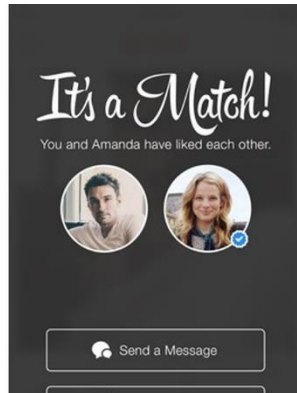 It's a Match!
You and Amanda have liked each other.
Send a Message